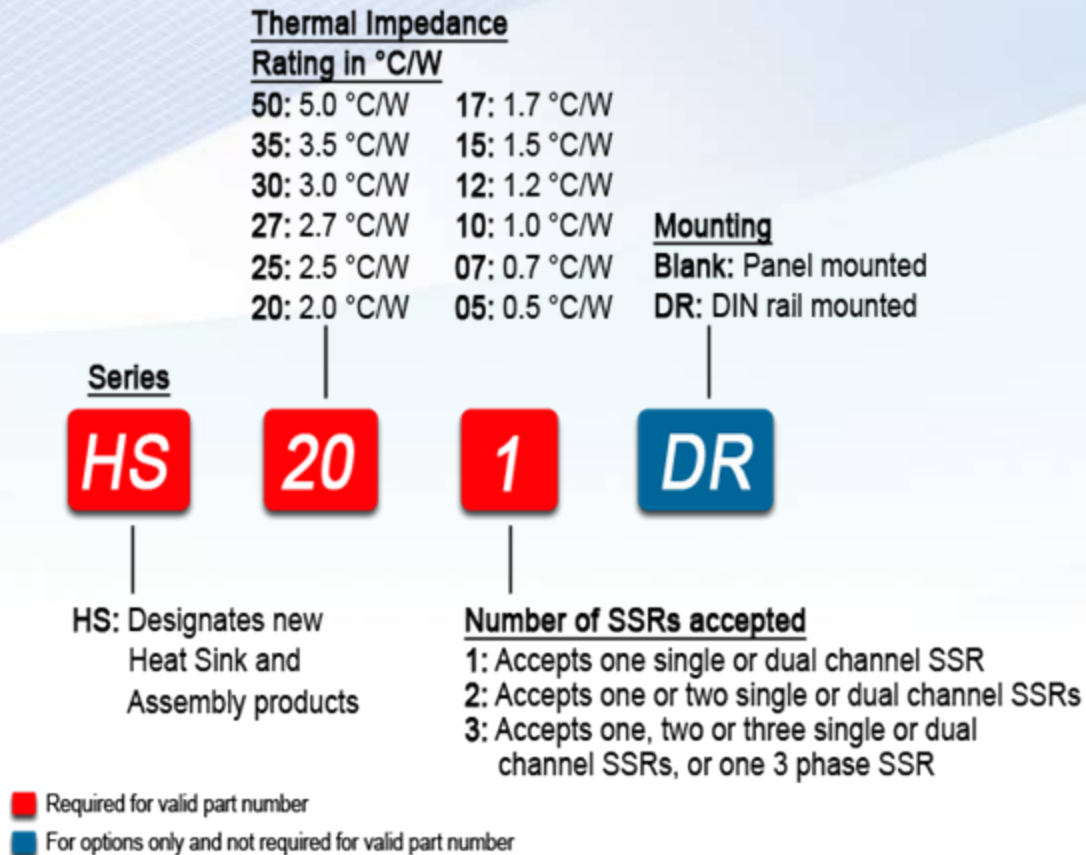 Thermal Impedance
Rating in °C/W
50: 5.0 °C/W 17: 1.7 °C/W
35: 3.5 °C/W 15: 1.5 °C/W
30: 3.0 °C/W 12: 1.2 °C/W
27: 2.7 °C/W 10: 1.0 °C/W
25: 2.5 °C/W 07: 0.7 °C/W
20: 2.0 °C/W 05: 0.5 °C/W
Mounting
Blank: Panel mounted
DR: DIN rail mounted
Series
HS 20 1 DR
HS: Designates new
Heat Sink and
Assembly products
Number of SSRs accepted
1: Accepts one single or dual channel SSR
2: Accepts one or two single or dual channel SSRs
3: Accepts one, two or three single or dual
channel SSRs, or one 3 phase SSR
Required for valid part number
For options only and not required for valid part number